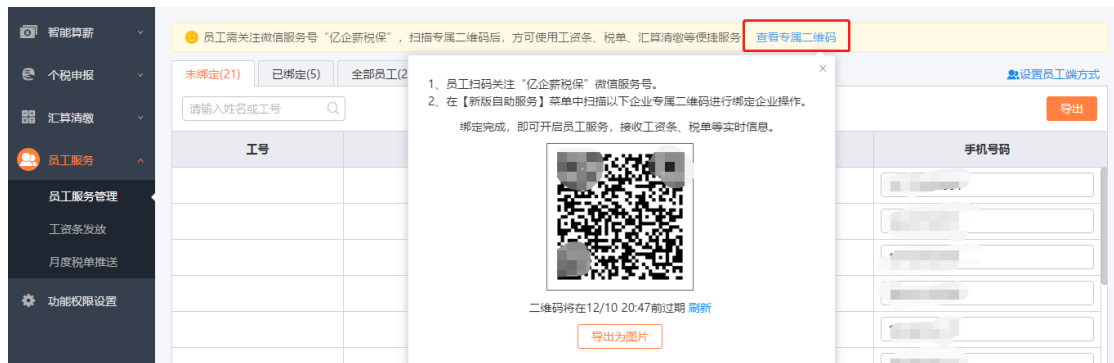 智能算薪
个税申报
汇算清缴
员工服务
员工服务管理
工资条发放
月度税单推送
功能权限设置
员工需关注微信服务号“亿企薪税保”，扫描专属二维码后，方可使用工资条、税单、汇算清缴等便捷服务 查看专属二维码
未绑定(21) 已绑定(5) 全部员工(2
设置员工端方式
请输入姓名或工号
导出
工号
手机号码
×
1、员工扫码关注“亿企薪税保”微信服务号。
2、在【新版自助服务】菜单中扫描以下企业专属二维码进行绑定企业操作。
绑定完成，即可开启员工服务，接收工资条、税单等实时信息。
二维码将在12/10 20:47前过期 刷新
导出为图片